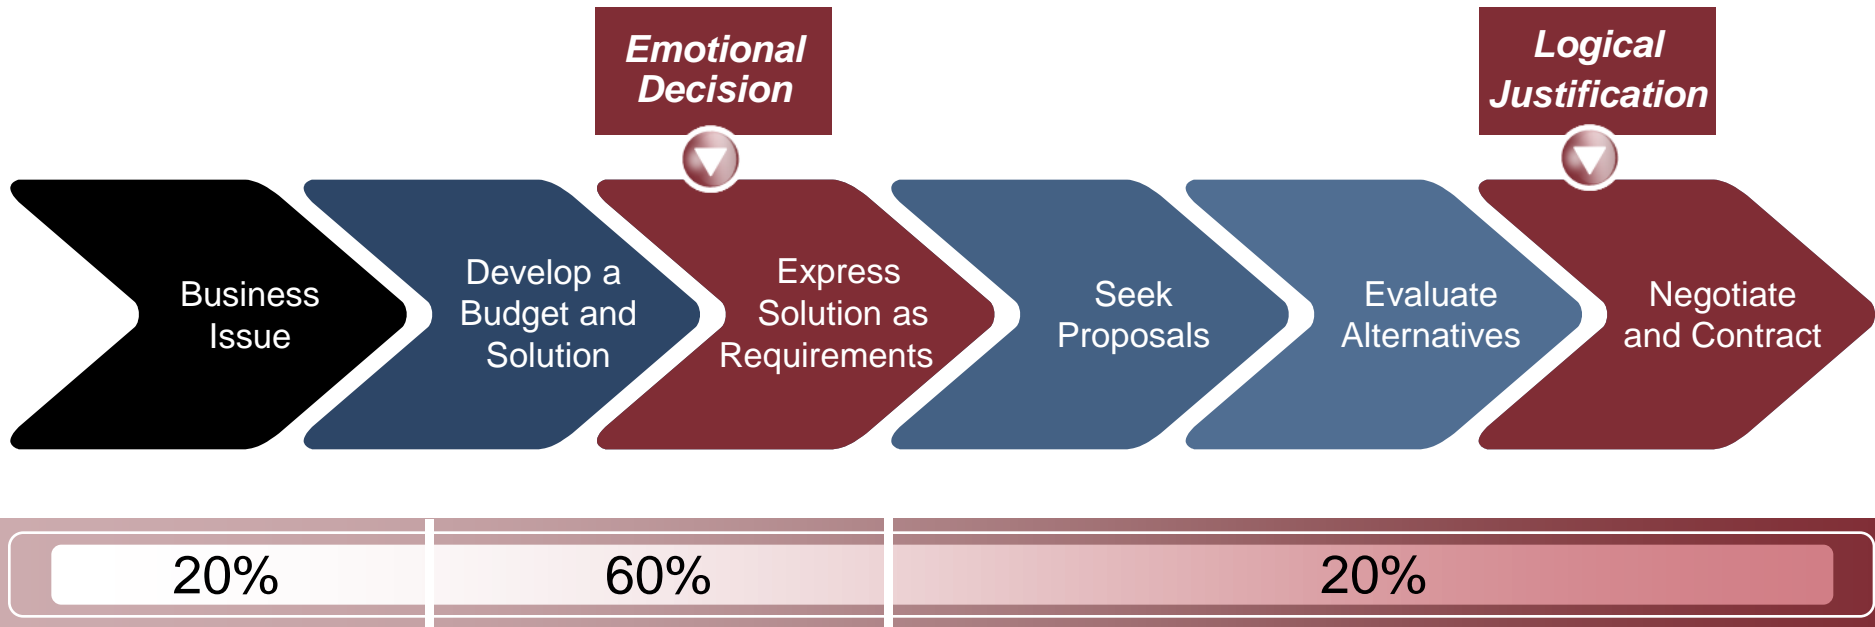 Emotional
Decision
Logical
Justification
Business
Issue
Develop a
Budget and
Solution
Express
Solution as
Requirements
Seek
Proposals
Evaluate
Alternatives
Negotiate
and Contract
20%
60%
20%